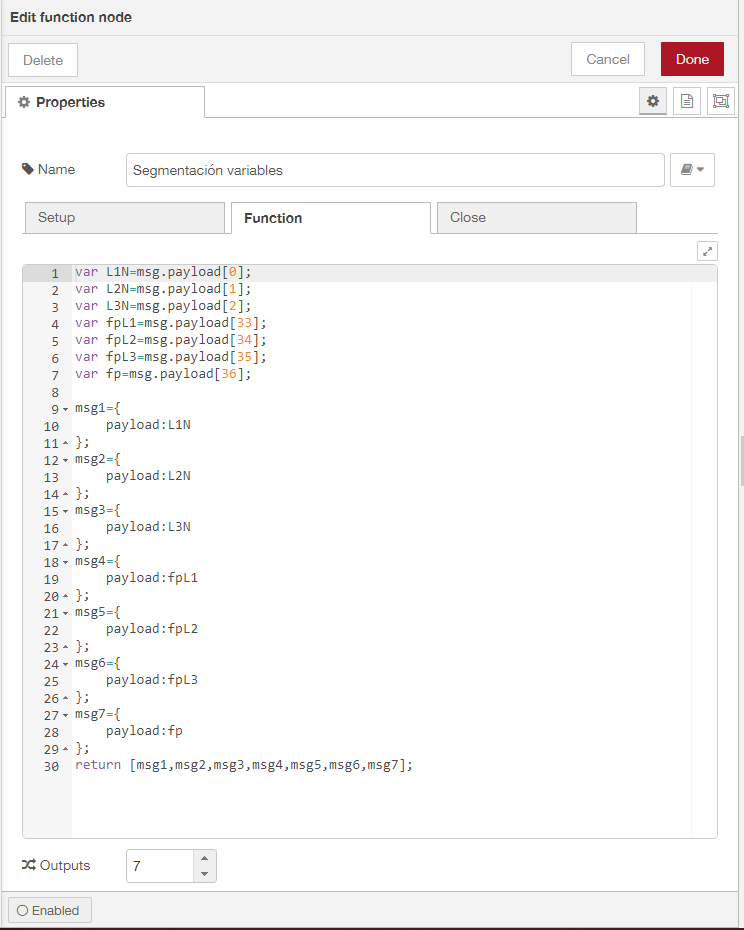 Edit function node
Delete
Cancel
Done
Properties
Name
Segmentación variables
Setup
Function
Close
1 var L1N=msg.payload[0];
2 var L2N=msg.payload[1];
3 var L3N=msg.payload[2];
4 var fpL1=msg.payload[33];
5 var fpL2=msg.payload[34];
6 var fpL3=msg.payload[35];
7 var fp=msg.payload[36];
8
9 msg1={
10     payload:L1N
11 };
12 msg2={
13     payload:L2N
14 };
15 msg3={
16     payload:L3N
17 };
18 msg4={
19     payload:fpL1
20 };
21 msg5={
22     payload:fpL2
23 };
24 msg6={
25     payload:fpL3
26 };
27 msg7={
28     payload:fp
29 };
30 return [msg1,msg2,msg3,msg4,msg5,msg6,msg7];
Outputs
7
Enabled